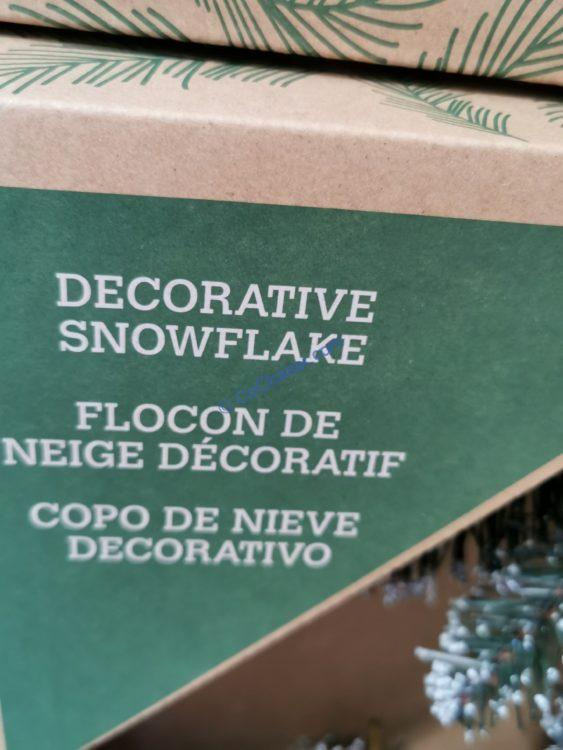 DECORATIVE
SNOWFLAKE
FLOCON DE
NEIGE DÉCORATIF
COPO DE NIEVE
DECORATIVO